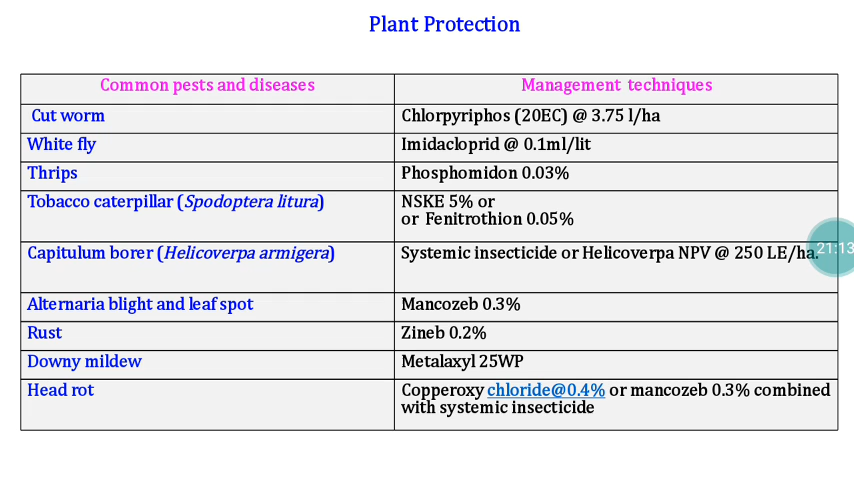 Plant Protection
Common pests and diseases
Management techniques
Cut worm
Chlorpyriphos (20EC) @ 3.75 l/ha
White fly
Imidacloprid @ 0.1ml/lit
Thrips
Phosphomidon 0.03%
Tobacco caterpillar (Spodoptera litura)
NSKE 5% or
or Fenitrothion 0.05%
Capitulum borer (Helicoverpa armigera)
Systemic insecticide or Helicoverpa NPV @ 250 LE/ha.
21:13
Alternaria blight and leaf spot
Mancozeb 0.3%
Rust
Zineb 0.2%
Downy mildew
Metalaxyl 25WP
Head rot
Copperoxy chloride@0.4% or mancozeb 0.3% combined
with systemic insecticide